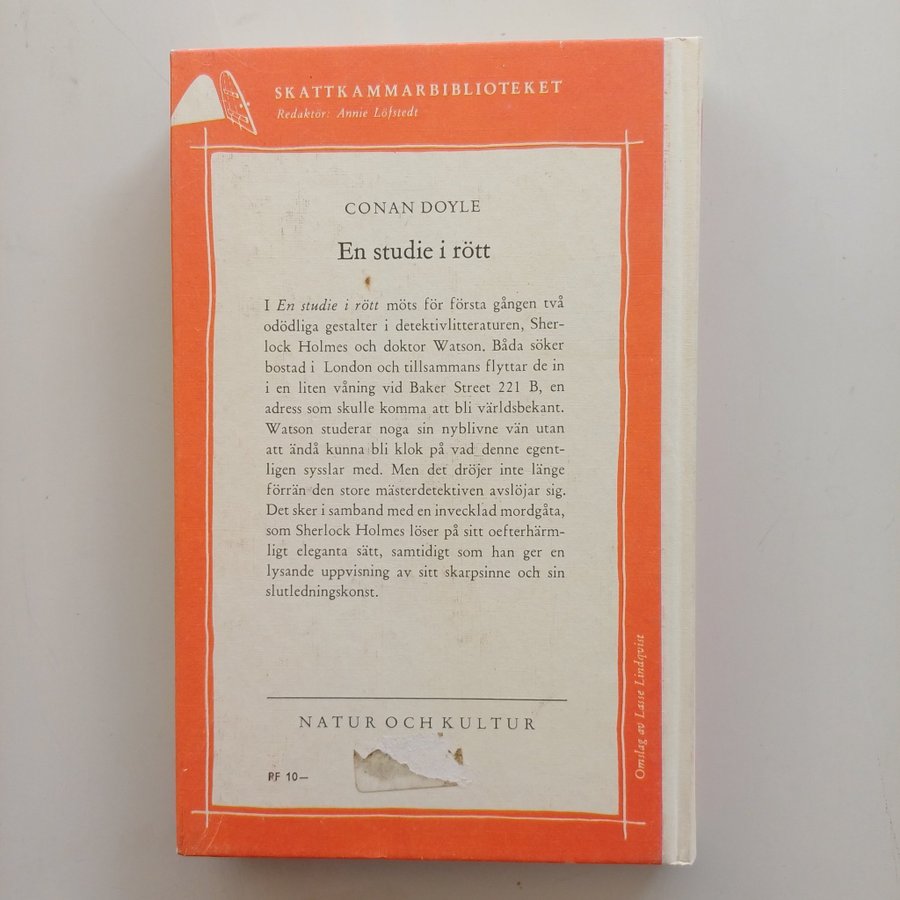 SKATTKAMMARBIBLIOTEKET
Redaktör: Annie Löfstedt
CONAN DOYLE
En studie i rött
I En studie i rött möts för första gången två
odödliga gestalter i detektivlitteraturen, Sher-
lock Holmes och doktor Watson. Båda söker
bostad i London och tillsammans flyttar de in
i en liten våning vid Baker Street 221 B, en
adress som skulle komma att bli världsbekant.
Watson studerar noga sin nyblivne vän utan
att ändå kunna bli klok på vad denne egent-
ligen sysslar med. Men det dröjer inte länge
förrän den store mästerdetektiven avslöjar sig.
Det sker i samband med en invecklad mordgåta,
som Sherlock Holmes löser på sitt oefterhärm-
ligt eleganta sätt, samtidigt som han ger en
lysande uppvisning av sitt skarpsinne och sin
slutledningskonst.
NATUR OCH KULTUR
PF 10—
Omslag av Lasse Lindqvist